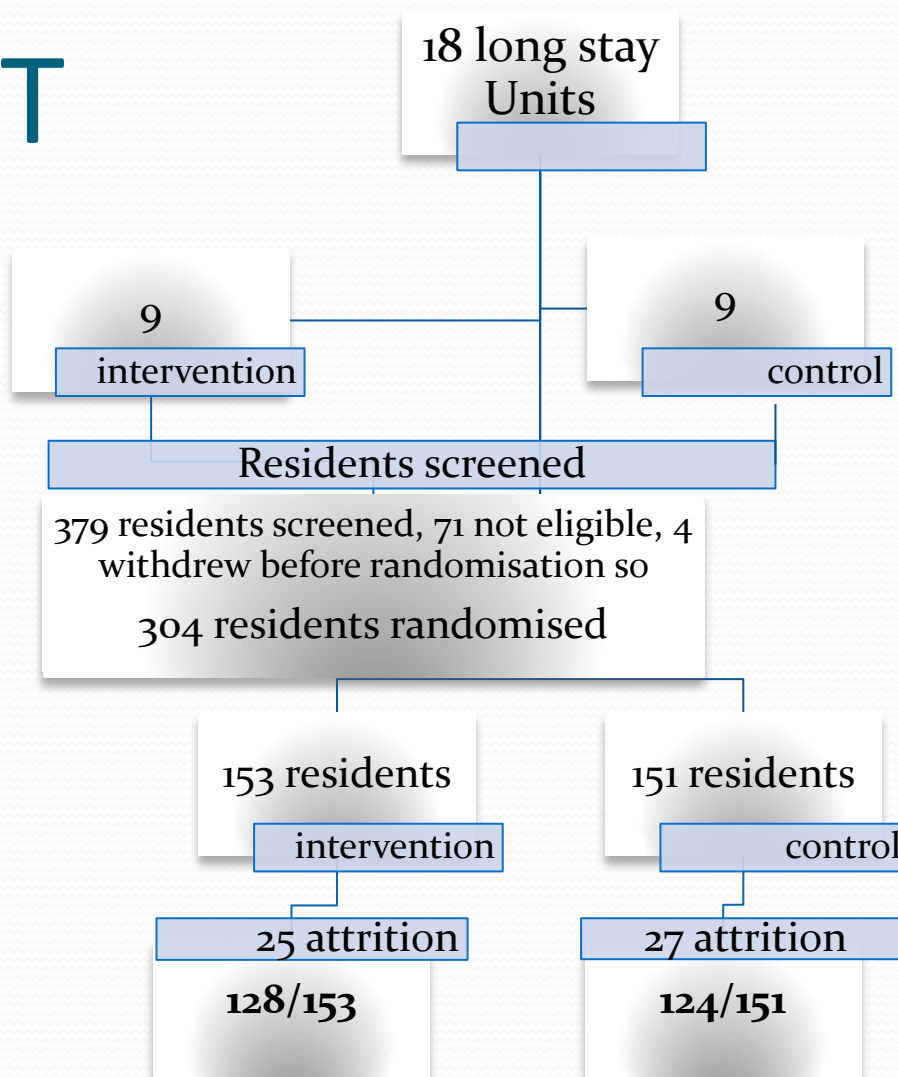 T
18 long stay
Units
9
intervention
9
control
Residents screened
379 residents screened, 71 not eligible, 4
withdrew before randomisation so
304 residents randomised
153 residents
intervention
151 residents
control
25 attrition
128/153
27 attrition
124/151